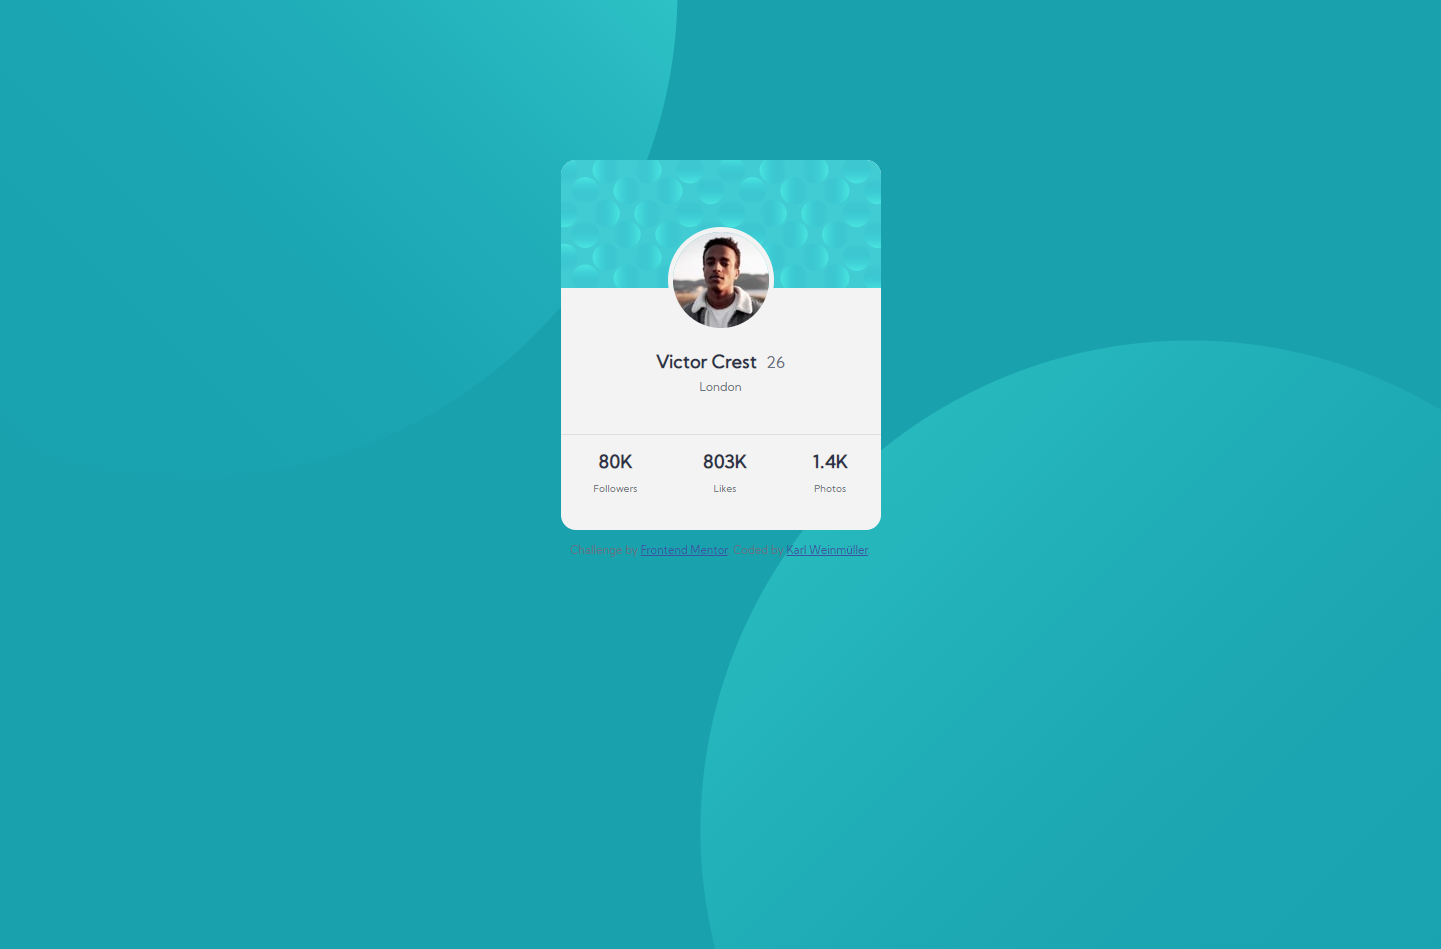 Victor Crest 26
London
80K 803K 1.4K
Followers Likes Photos
Challenge by Frontend Mentor. Coded by Karl Weinmüller.